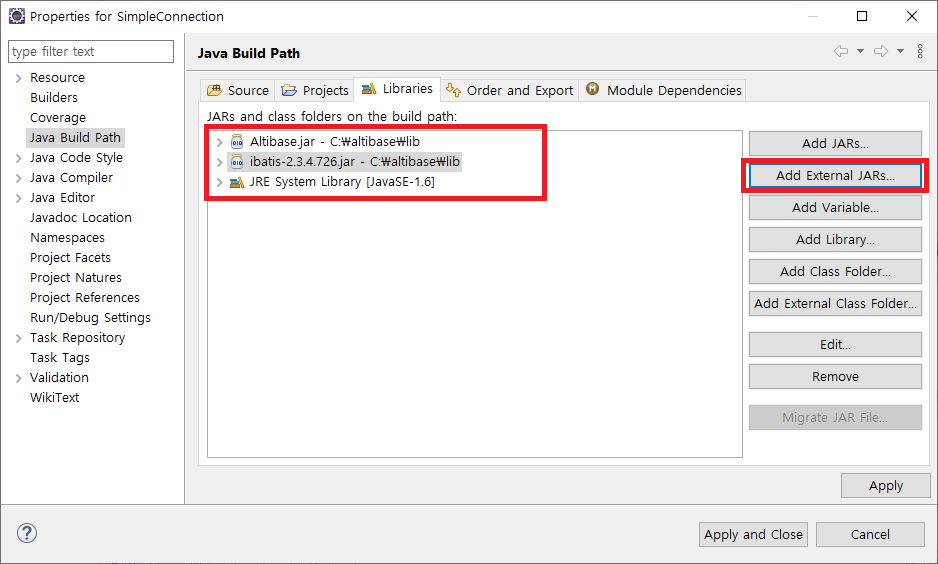 Properties for SimpleConnection
type filter text
Resource
Builders
Coverage
Java Build Path
Java Code Style
Java Compiler
Java Editor
Javadoc Location
Namespaces
Project Facets
Project Natures
Project References
Run/Debug Settings
Task Repository
Task Tags
Validation
WikiText
Java Build Path
Source
Projects
Libraries
Order and Export
Module Dependencies
JARs and class folders on the build path:
Altibase.jar - C:₩altibase₩lib
ibatis-2.3.4.726.jar - C:₩altibase₩lib
JRE System Library [JavaSE-1.6]
Add JARs...
Add External JARs...
Add Variable...
Add Library...
Add Class Folder...
Add External Class Folder...
Edit...
Remove
Migrate JAR File...
Apply
Apply and Close
Cancel